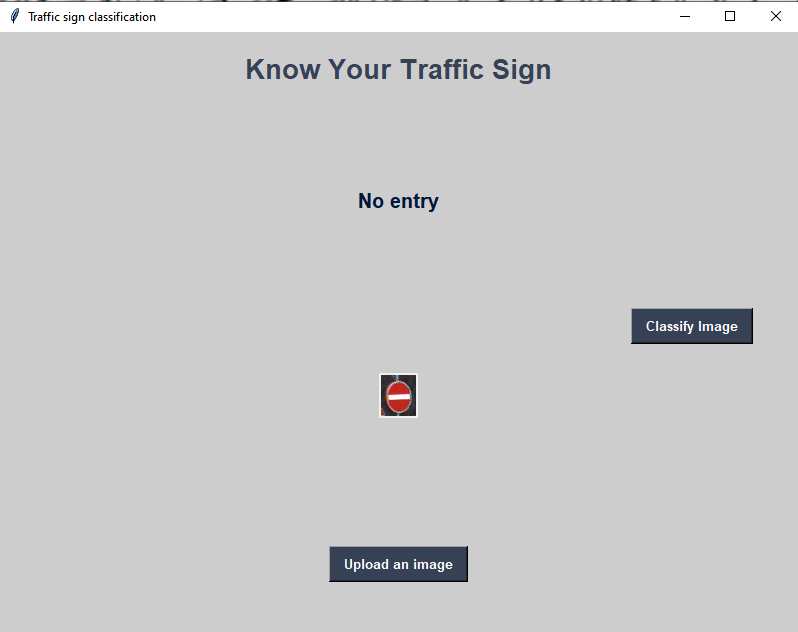 Traffic sign classification
Know Your Traffic Sign
No entry
Classify Image
Upload an image